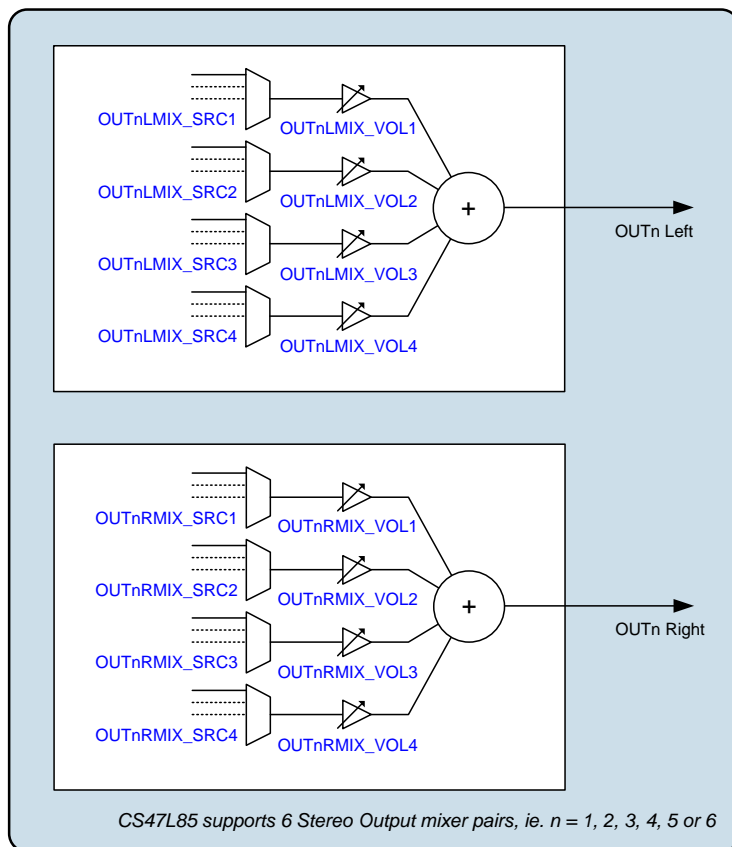 OUTnLMIX_SRC1
OUTnLMIX_VOL1
OUTnLMIX_SRC2
OUTnLMIX_VOL2
+
OUTn Left
OUTnLMIX_SRC3
OUTnLMIX_VOL3
OUTnLMIX_SRC4
OUTnLMIX_VOL4
OUTnRMIX_SRC1
OUTnRMIX_VOL1
OUTnRMIX_SRC2
OUTnRMIX_VOL2
+
OUTn Right
OUTnRMIX_SRC3
OUTnRMIX_VOL3
OUTnRMIX_SRC4
OUTnRMIX_VOL4
CS47L85 supports 6 Stereo Output mixer pairs, ie. n = 1, 2, 3, 4, 5 or 6